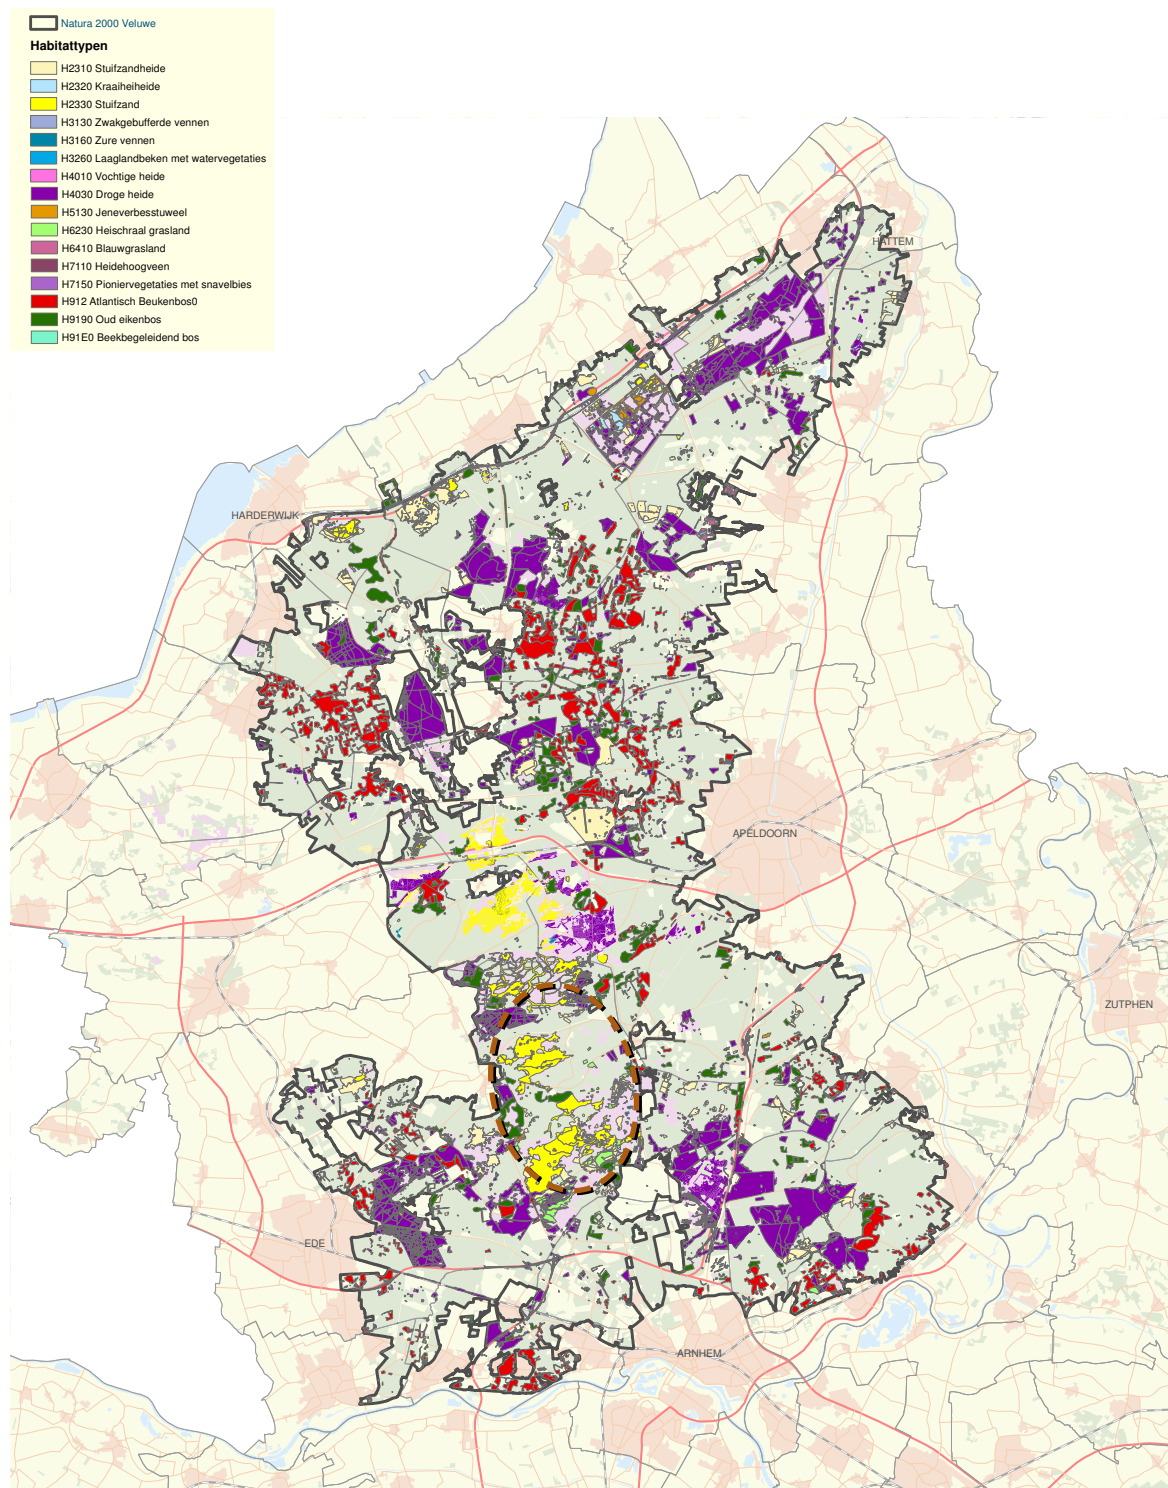 Natura 2000 Veluwe
Habitattypen
H2310 Stuifzandheide
H2320 Kraaiheiheide
H2330 Stuifzand
H3130 Zwakgebufferde vennen
H3160 Zure vennen
H3260 Laaglandbeken met watervegetaties
H4010 Vochtige heide
H4030 Droge heide
H5130 Jeneverbesstuweel
H6230 Heischraal grasland
H6410 Blauwgrasland
H7110 Heidehoogveen
H7150 Pioniervegetaties met snavelbies
H912 Atlantisch Beukenbos0
H9190 Oud eikenbos
H91E0 Beekbegeleidend bos
HATTEM
HARDERWIJK
APELDOORN
ZUTPHEN
EDE
ARNHEM